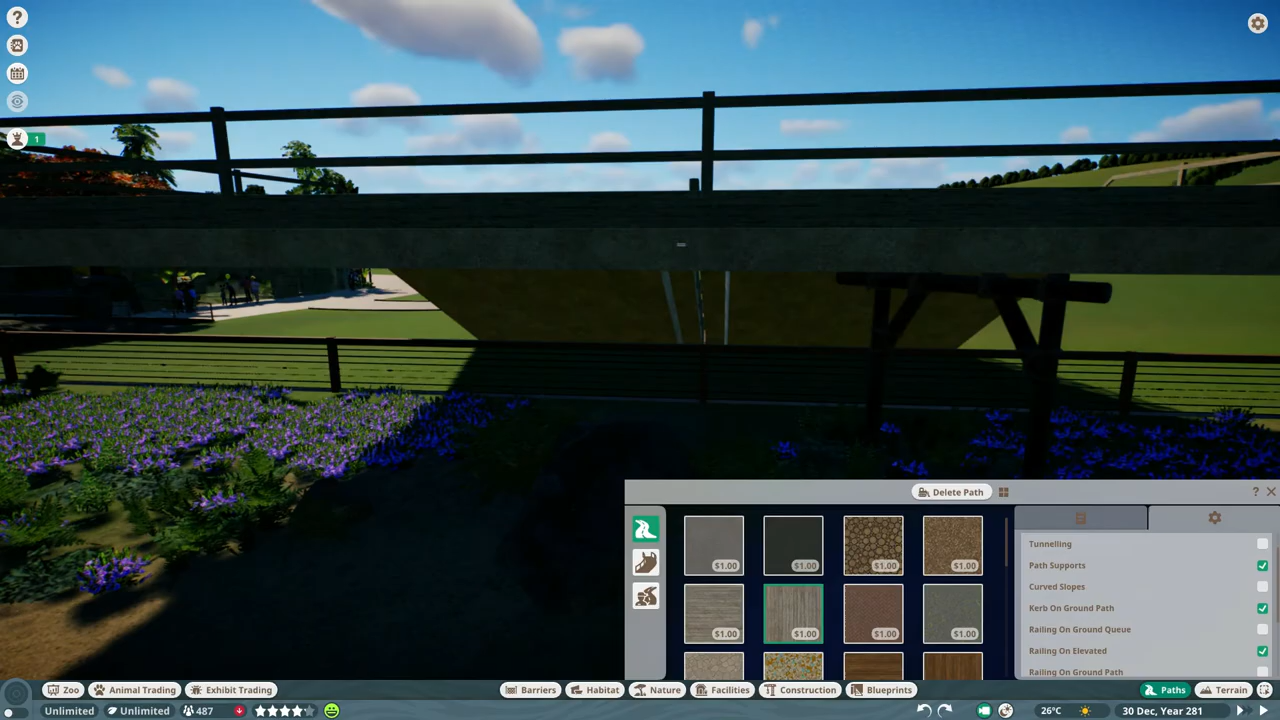 ?
1
Delete Path
?
$1.00
$1.00
$1.00
$1.00
$1.00
$1.00
$1.00
$1.00
Tunnelling
Path Supports
Curved Slopes
Kerb On Ground Path
Railing On Ground Queue
Railing On Elevated
Railing On Ground Path
Zoo
Animal Trading
Exhibit Trading
Barriers
Habitat
Nature
Facilities
Construction
Blueprints
Paths
Terrain
Unlimited
Unlimited
487
26°C
30 Dec, Year 281